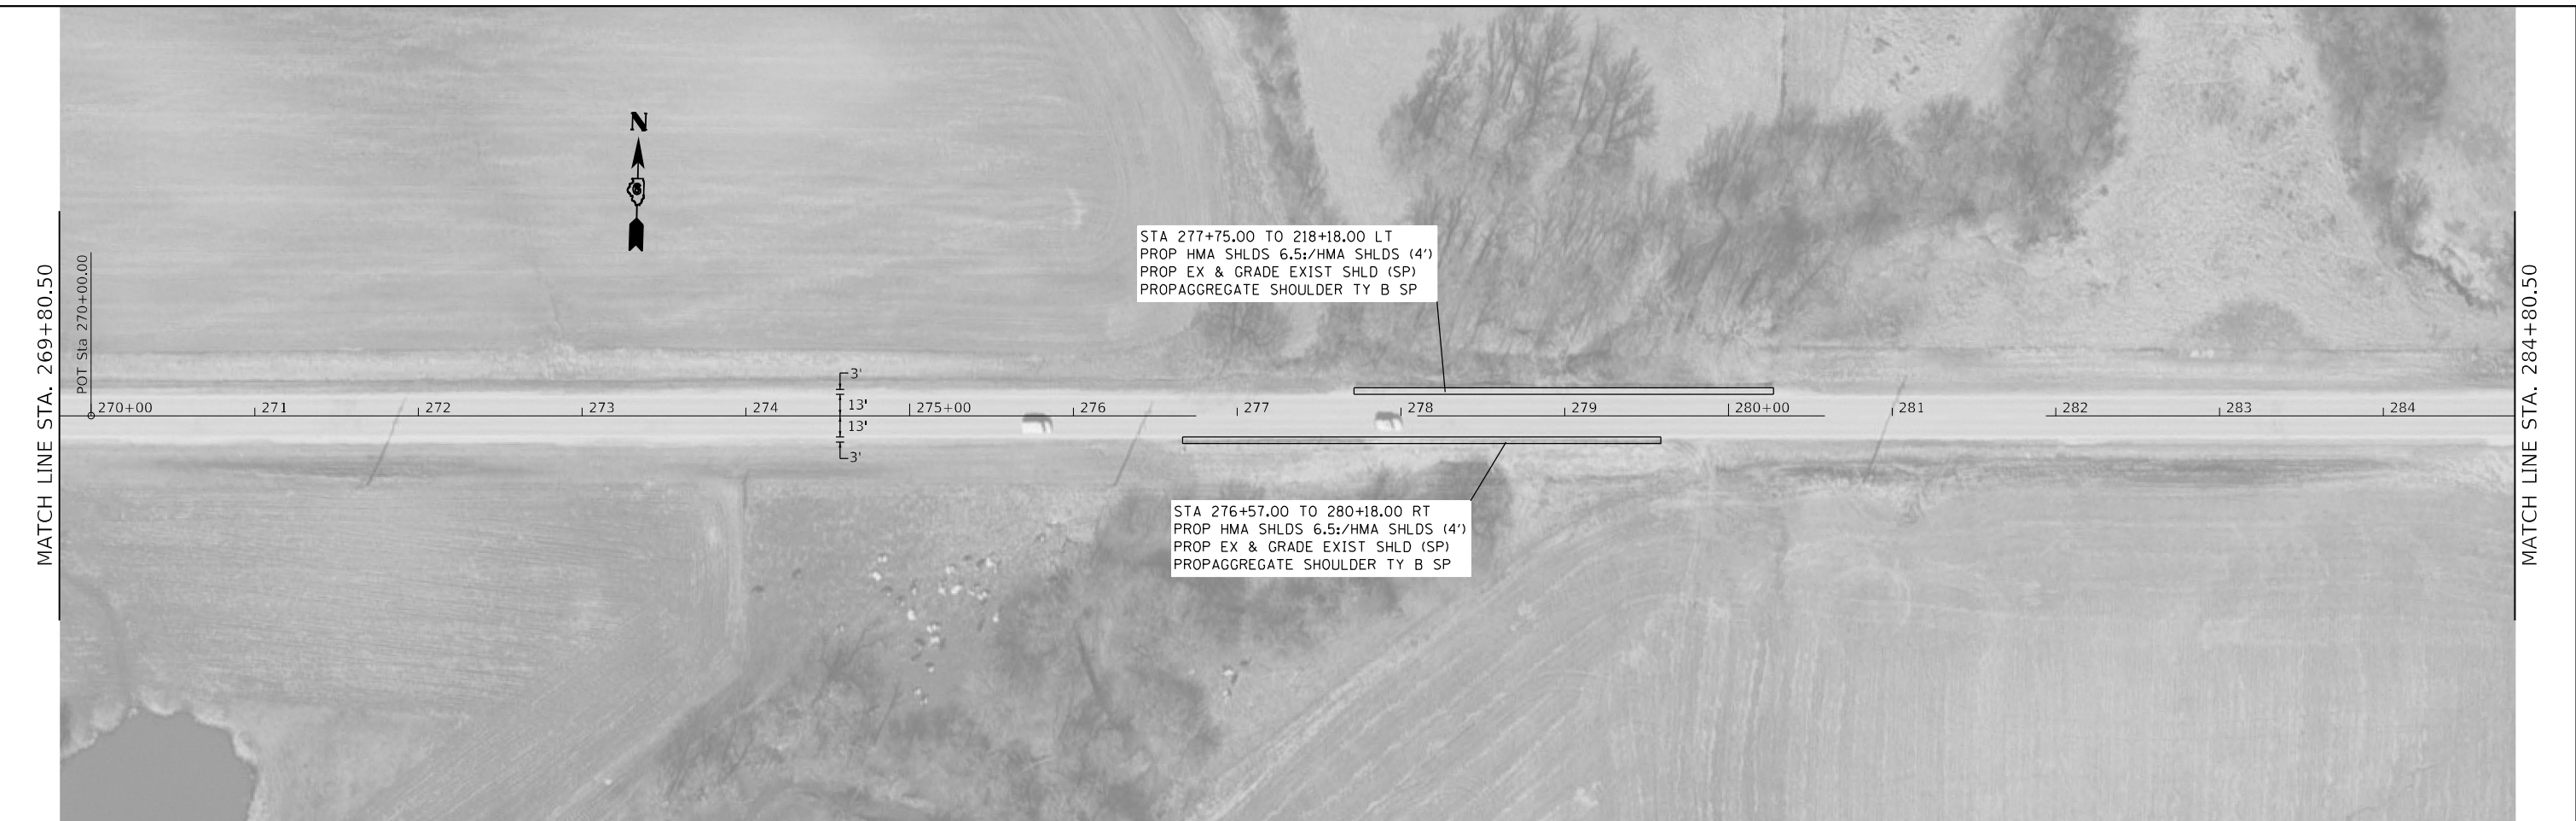 N
STA 277+75.00 TO 218+18.00 LT
PROP HMA SHLDS 6.5:/HMA SHLDS (4')
PROP EX & GRADE EXIST SHLD (SP)
PROPAGGREGATE SHOULDER TY B SP
MATCH LINE STA. 269+80.50
POT Sta 270+00.00
3'
13'
13'
3'
270+00 271 272 273 274 275+00 276 277 278 279 280+00 281 282 283 284
STA 276+57.00 TO 280+18.00 RT
PROP HMA SHLDS 6.5:/HMA SHLDS (4')
PROP EX & GRADE EXIST SHLD (SP)
PROPAGGREGATE SHOULDER TY B SP
MATCH LINE STA. 284+80.50